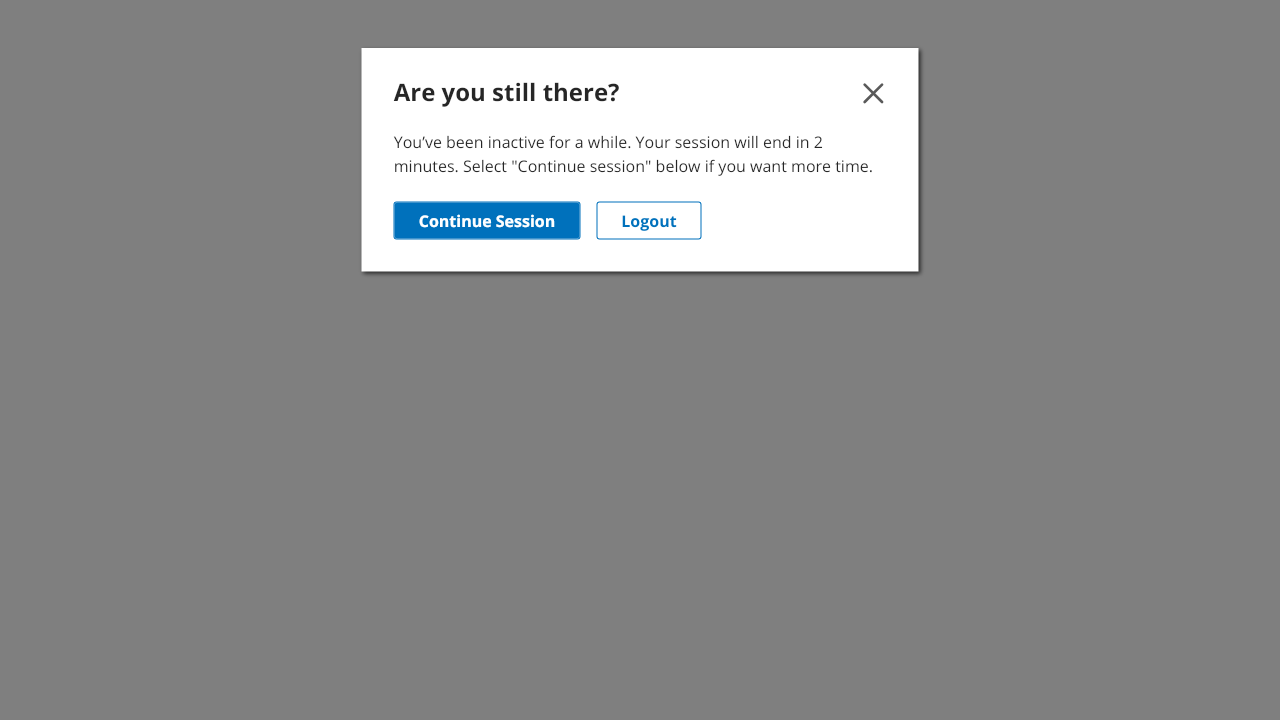 Are you still there?
You’ve been inactive for a while. Your session will end in 2
minutes. Select "Continue session" below if you want more time.
Continue Session
Logout